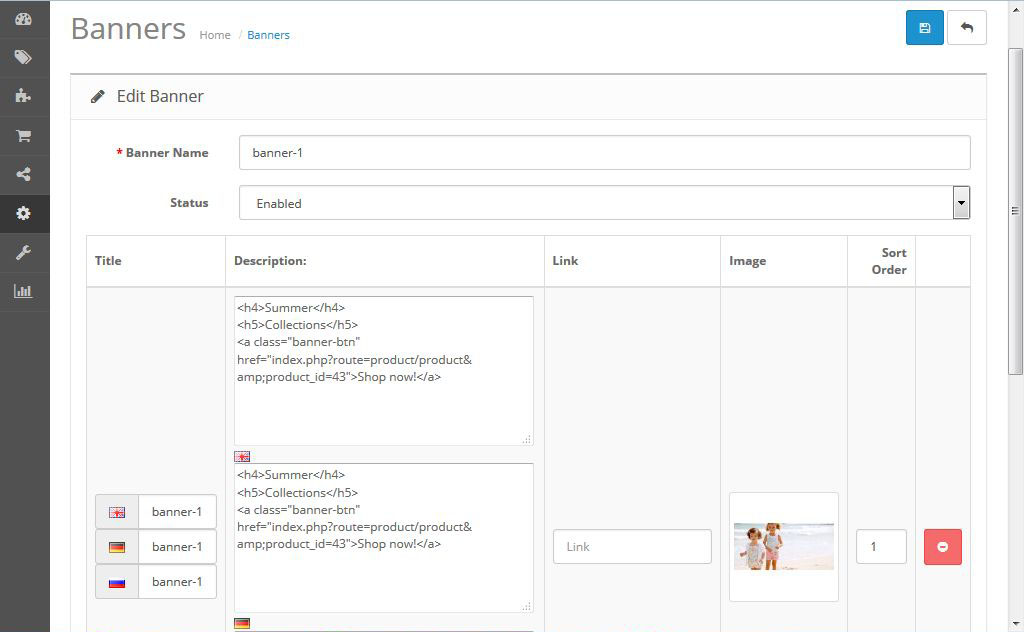 Banners Home / Banners
Edit Banner
* Banner Name banner-1
Status Enabled
Title Description: Link Image Sort Order
<h4>Summer</h4>
<h5>Collections</h5>
<a class="banner-btn"
href="index.php?route=product/product&
amp;product_id=43">Shop now!</a>
<h4>Summer</h4>
<h5>Collections</h5>
<a class="banner-btn"
href="index.php?route=product/product&
amp;product_id=43">Shop now!</a>
banner-1
banner-1
banner-1
Link
1